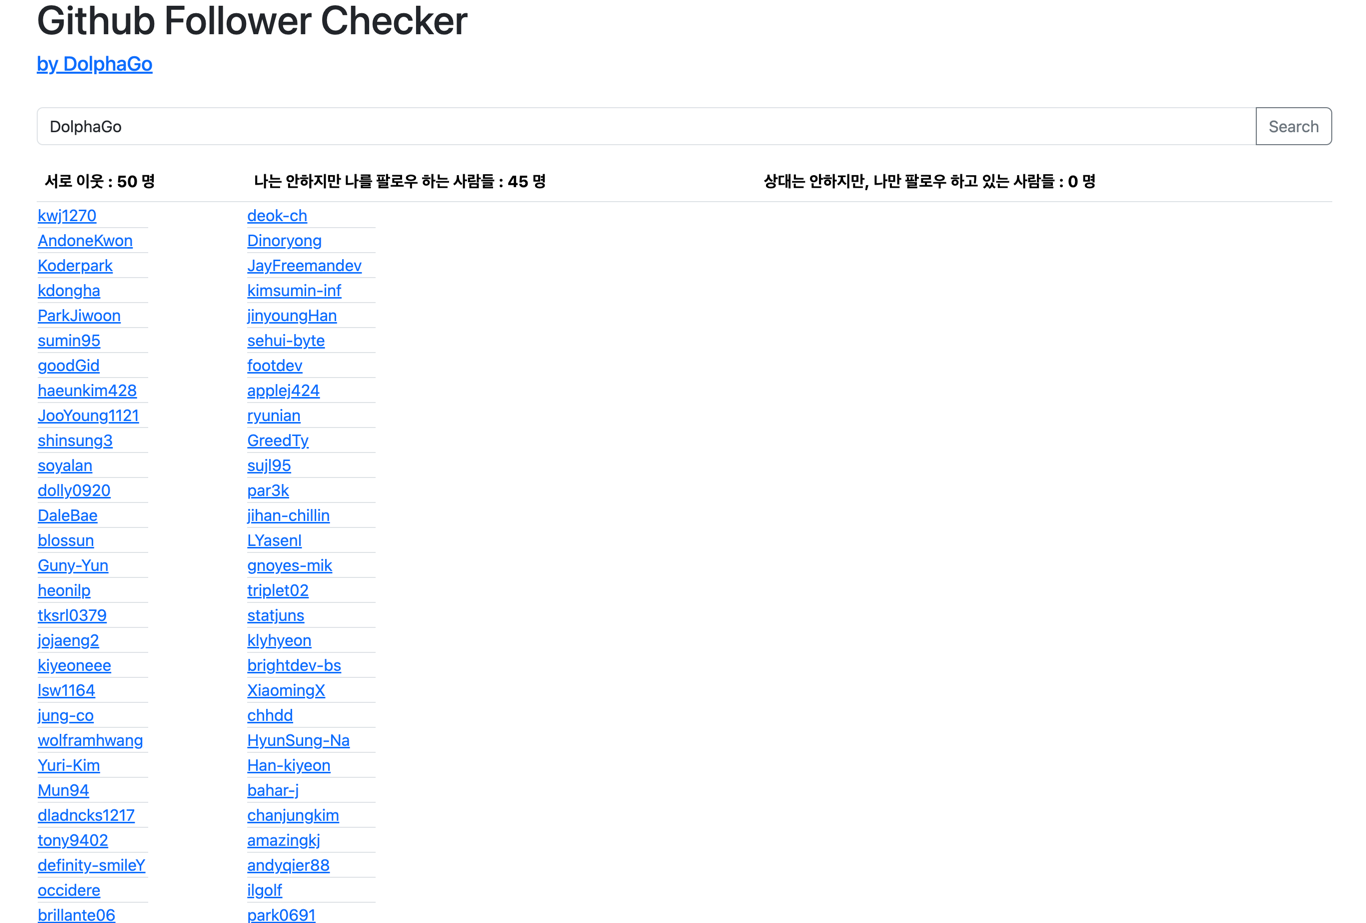 Github Follower Checker
by DolphaGo
DolphaGo Search
서로 이웃 : 50 명 나는 안하지만 나를 팔로우 하는 사람들 : 45 명 상대는 안하지만, 나만 팔로우 하고 있는 사람들 : 0 명
kwj1270 deok-ch
AndoneKwon Dinoryong
Koderpark JayFreemandev
kdongha kimsumin-inf
ParkJiwoon jinyoungHan
sumin95 sehui-byte
goodGid footdev
haeunkim428 applej424
JooYoung1121 ryunian
shinsung3 GreedTy
soyalan sujl95
dolly0920 par3k
DaleBae jihan-chillin
blossun LYasenI
Guny-Yun gnoyes-mik
heonilp triplet02
tksrl0379 statjuns
jojaeng2 klyhyeon
kiyeoneee brightdev-bs
lsw1164 XiaomingX
jung-co chhdd
wolframhwang HyunSung-Na
Yuri-Kim Han-kiyeon
Mun94 bahar-j
dladncks1217 chanjungkim
tony9402 amazingkj
definity-smileY andyqier88
occidere ilgolf
brillante06 park0691